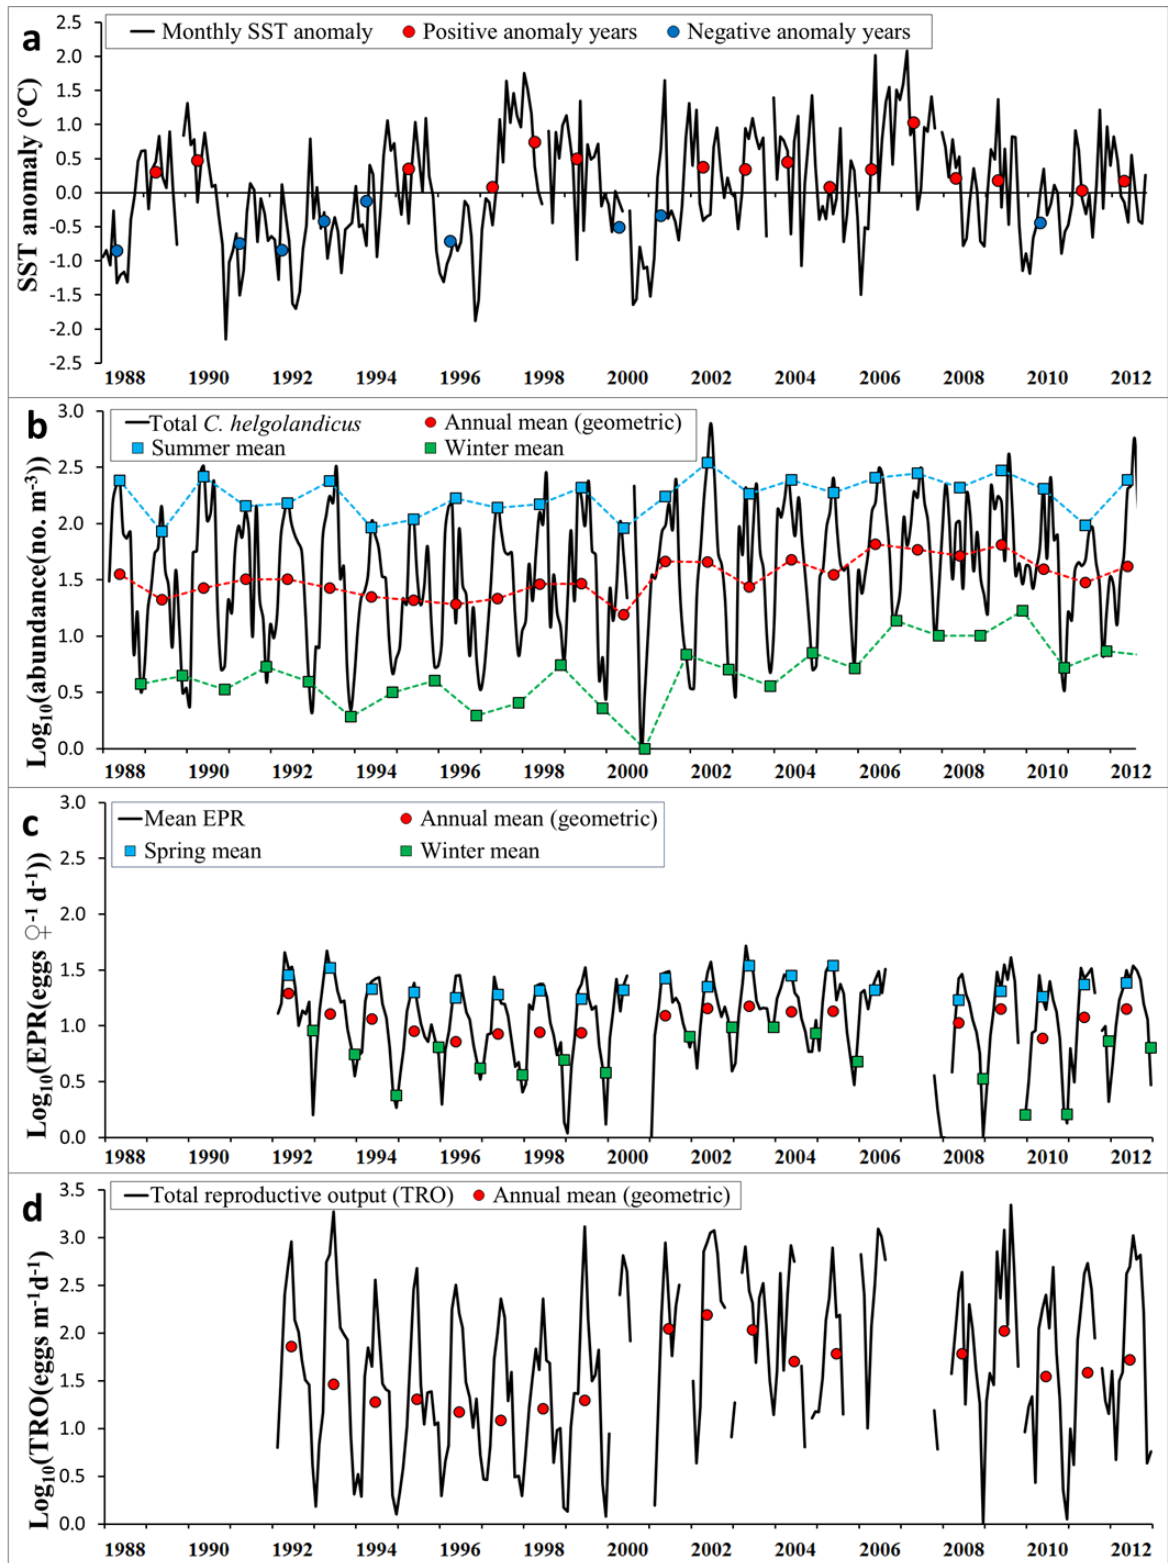 a
Monthly SST anomaly Positive anomaly years Negative anomaly years
SST anomaly (°C)
2.5
2.0
1.5
1.0
0.5
0.0
-0.5
-1.0
-1.5
-2.0
-2.5
1988 1990 1992 1994 1996 1998 2000 2002 2004 2006 2008 2010 2012
b
Total C. helgolandicus Annual mean (geometric)
Summer mean Winter mean
Log10(abundance(no. m-3))
3.0
2.5
2.0
1.5
1.0
0.5
0.0
1988 1990 1992 1994 1996 1998 2000 2002 2004 2006 2008 2010 2012
c
Mean EPR Annual mean (geometric)
Spring mean Winter mean
Log10(EPR(eggs ♀-1 d-1))
3.0
2.5
2.0
1.5
1.0
0.5
0.0
1988 1990 1992 1994 1996 1998 2000 2002 2004 2006 2008 2010 2012
d
Total reproductive output (TRO) Annual mean (geometric)
Log10(TRO(eggs m-1d-1)
3.5
3.0
2.5
2.0
1.5
1.0
0.5
0.0
1988 1990 1992 1994 1996 1998 2000 2002 2004 2006 2008 2010 2012